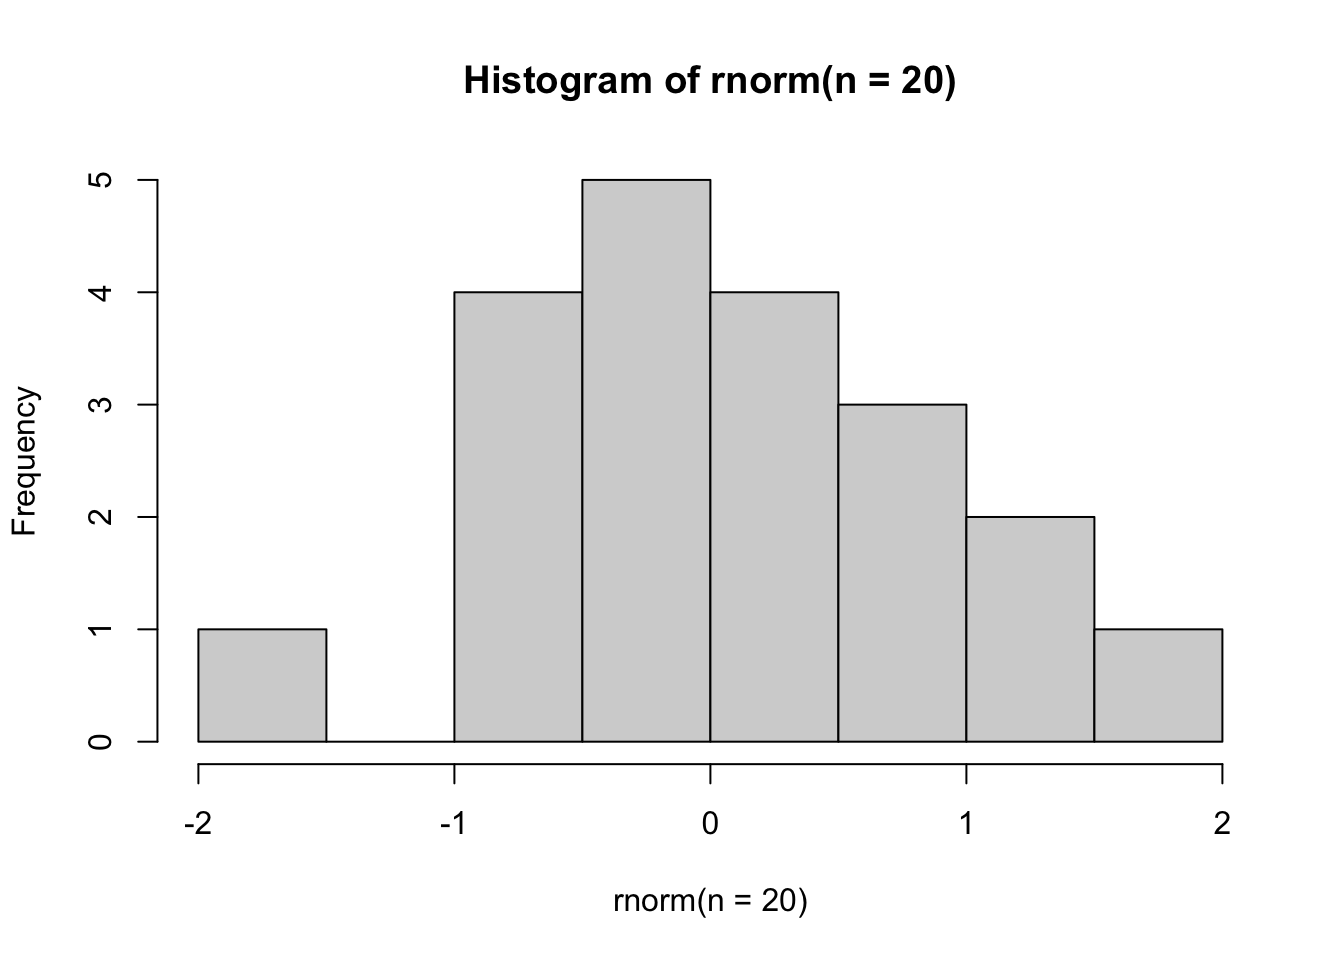 Histogram of rnorm(n = 20)
Frequency
5
4
3
2
1
0
-2 -1 0 1 2
rnorm(n = 20)